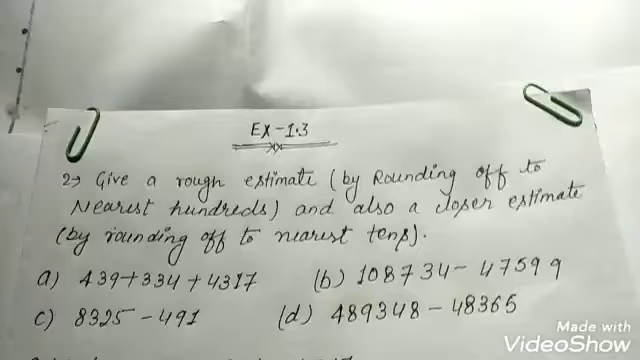 EX-1.3
2→ Give a rough estimate (by Rounding off to
Nearest hundreds) and also a closer estimate
(by rounding off to nearest tens).
a) 439+334+4317 (b) 108734 - 47599
c) 8325 - 491 (d) 489348 - 48365
Made with
VideoShow